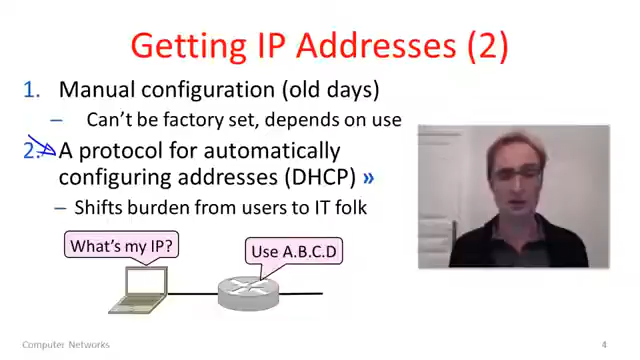 Getting IP Addresses (2)
1. Manual configuration (old days)
– Can't be factory set, depends on use
2. A protocol for automatically
configuring addresses (DHCP) »
– Shifts burden from users to IT folk
What's my IP?
Use A.B.C.D
Computer Networks
4